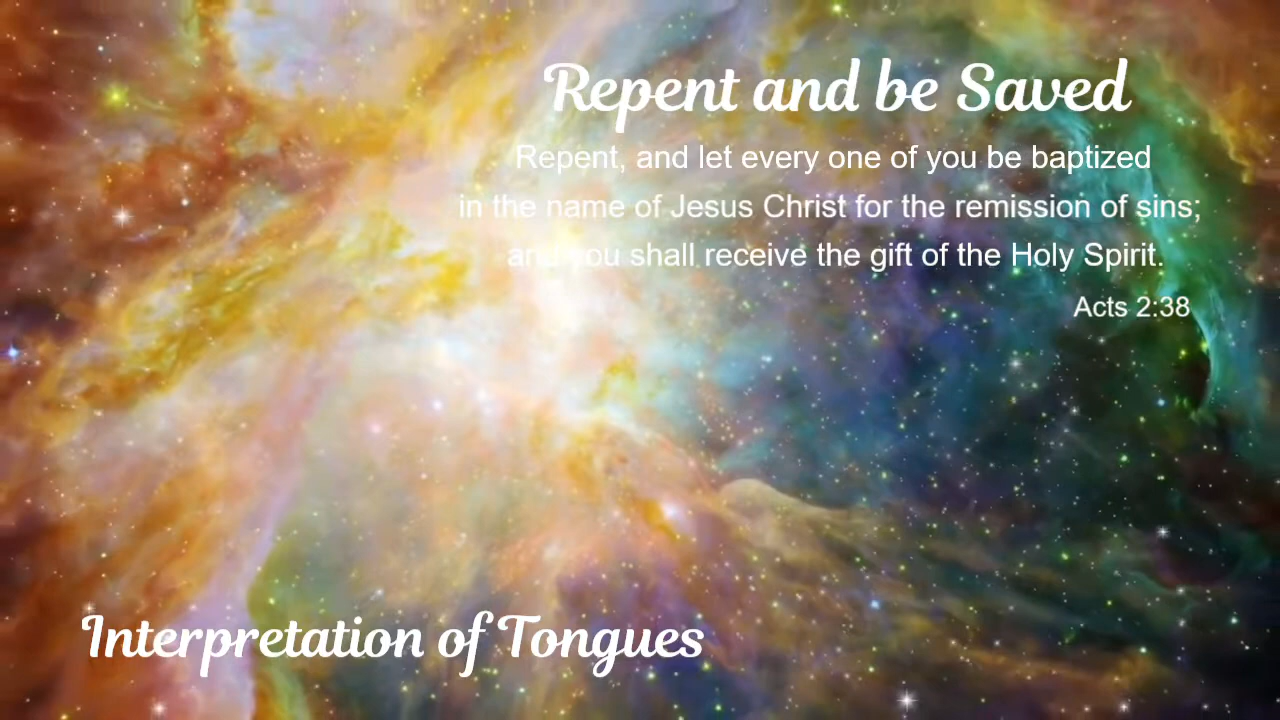 Repent and be Saved
Repent, and let every one of you be baptized
in the name of Jesus Christ for the remission of sins;
and you shall receive the gift of the Holy Spirit.
Acts 2:38
Interpretation of Tongues